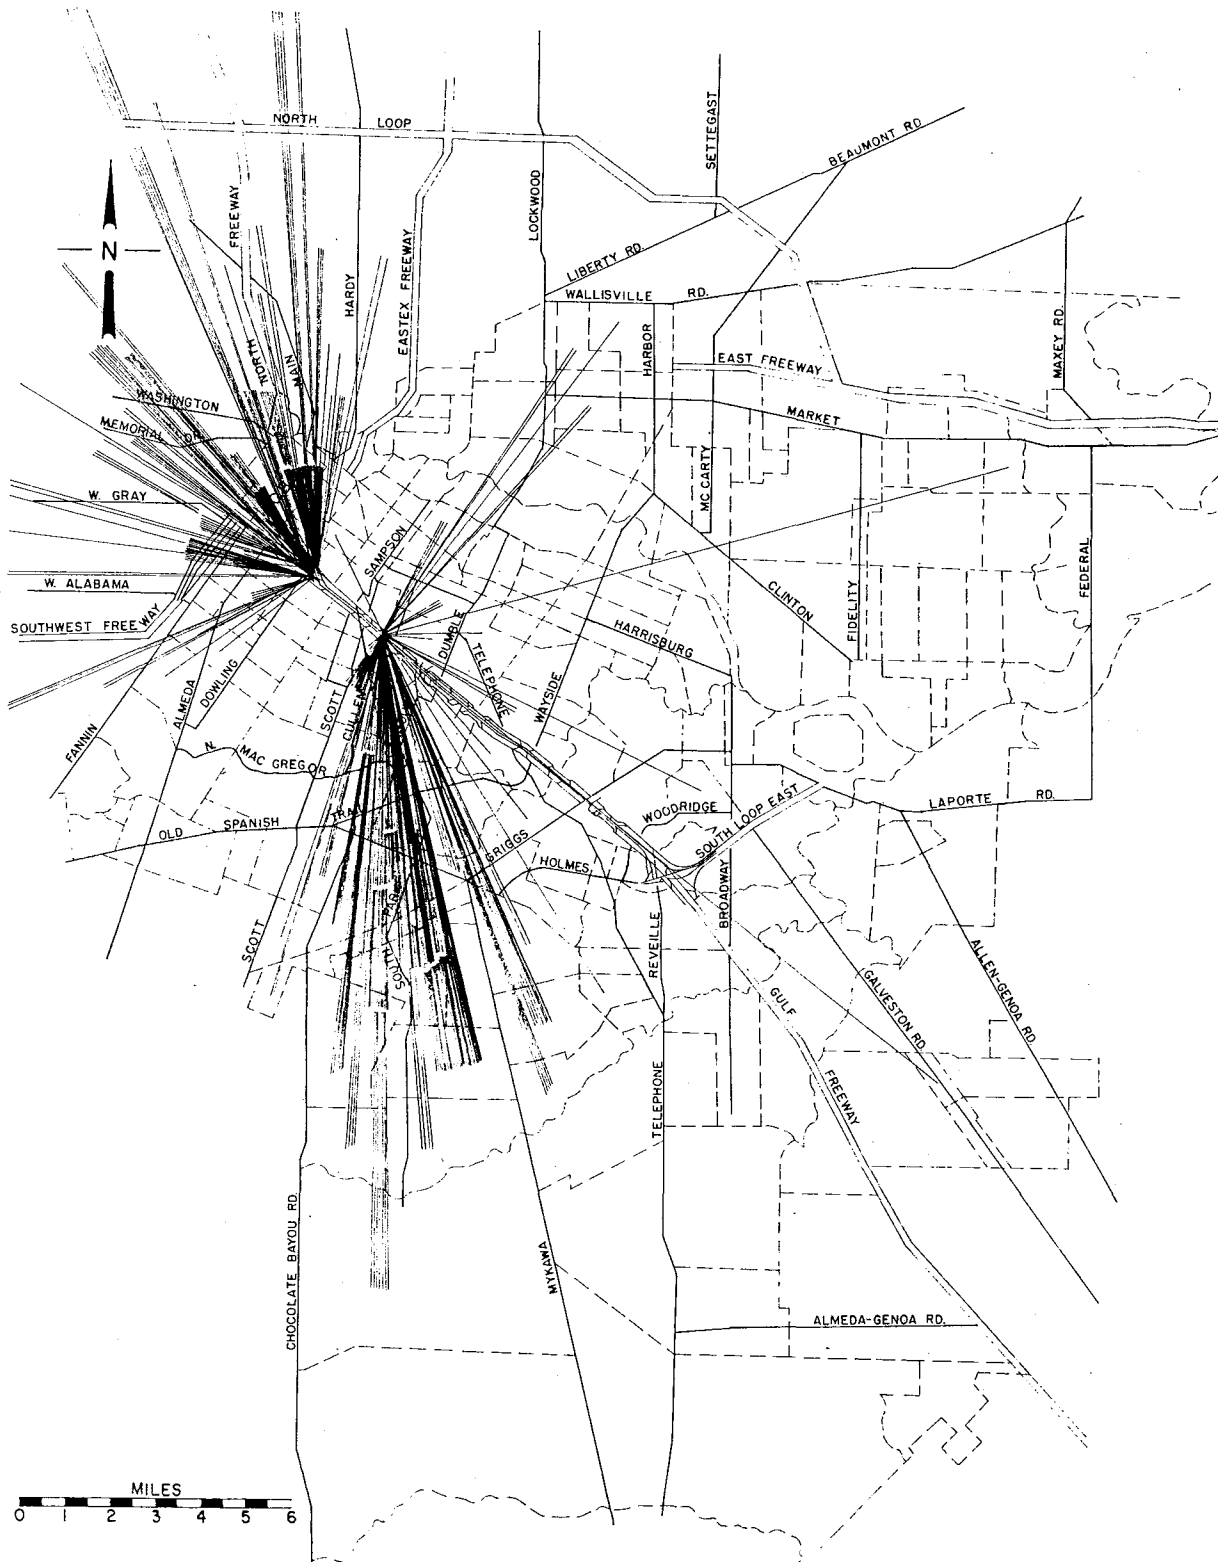 NORTH LOOP
SETTEGAST
BEAUMONT RD.
FREEWAY
LOCKWOOD
N
HARDY
EASTEX FREEWAY
LIBERTY RD.
WALLISVILLE RD.
HARBOR
MAXEY RD.
NORTH
MAIN
EAST FREEWAY
WASHINGTON
MARKET
MEMORIAL DR.
W. GRAY
MC CARTY
SAMPSON
FEDERAL
W. ALABAMA
CLINTON
FIDELITY
SOUTHWEST FREEWAY
HARRISBURG
DUMBLE
TELEPHONE
WAYSIDE
ALMEDA
DOWLING
SCOTT
CULLEN
FANNIN
N. MAC GREGOR
OLD SPANISH TRAIL
WOODRIDGE
SOUTH LOOP EAST
LAPORTE RD.
GRIGGS
HOLMES
BROADWAY
SCOTT
SOUTH PARK
REVEILLE
GULF
GALVESTON RD.
ALLEN-GENOA RD.
FREEWAY
TELEPHONE
CHOCOLATE BAYOU RD.
MYKAWA
ALMEDA-GENOA RD.
MILES
0 1 2 3 4 5 6